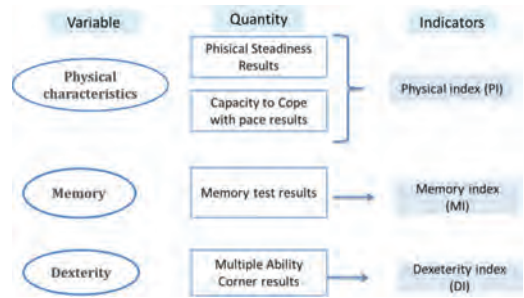 Variable
Quantity
Indicators
Physical
characteristics
Phisical Steadiness
Results
Capacity to Cope
with pace results
Physical index (PI)
Memory
Memory test results
Memory index
(MI)
Dexterity
Multiple Ability
Corner results
Dexeterity index
(DI)